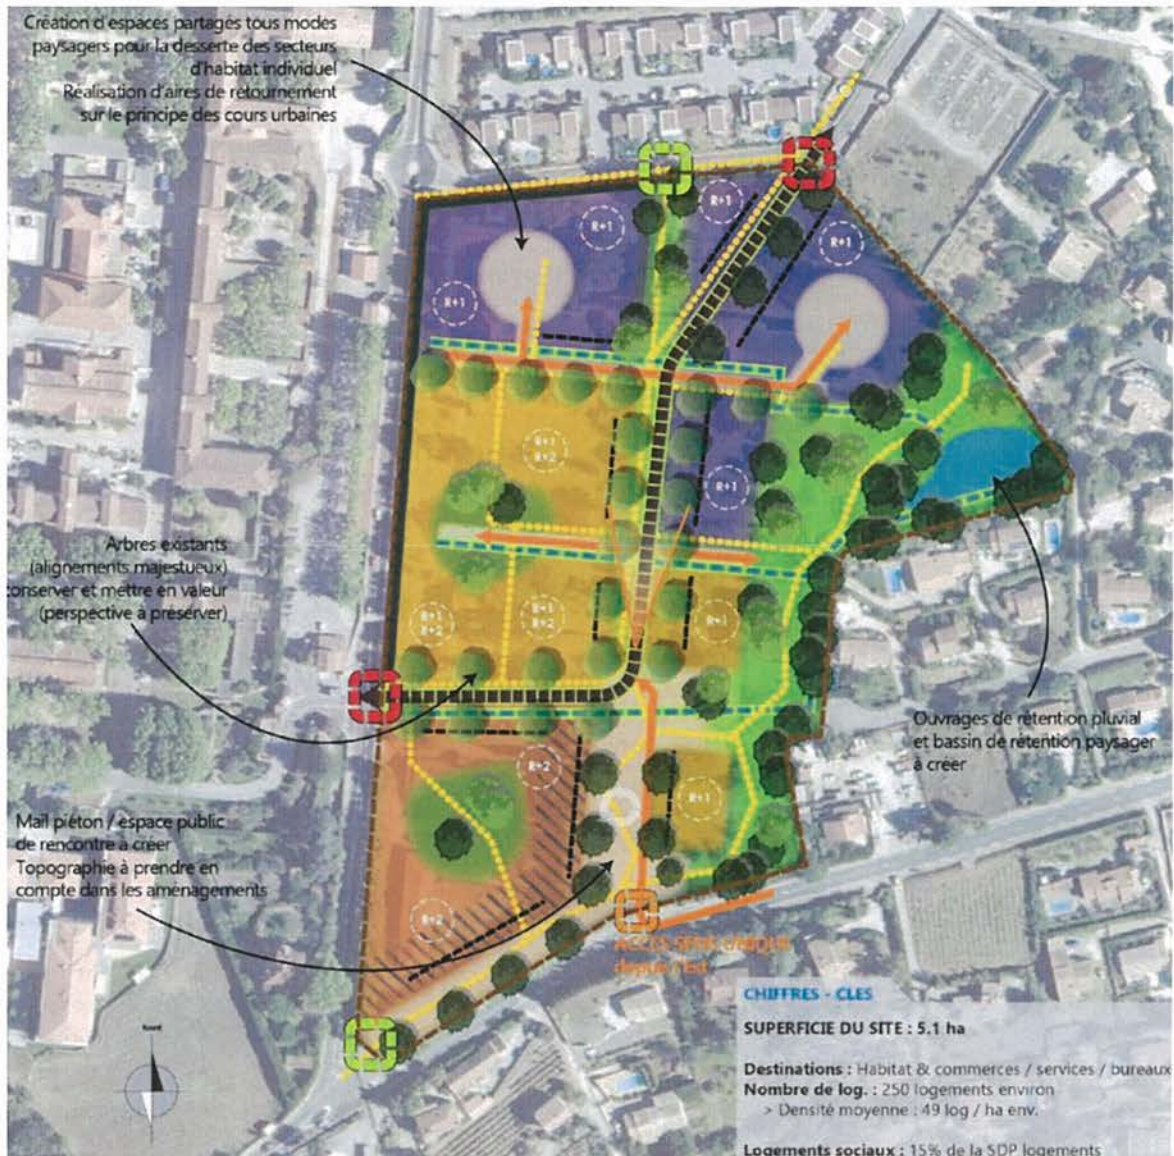 Création d'espaces partagés tous modes
paysagers pour la desserte des secteurs
d'habitat individuel
Réalisation d'aires de retournement
sur le principe des cours urbaines
R+1
R+1
R+1
R+1
R+1
R+2
R+1
Arbres existants
(alignements majestueux)
conserver et mettre en valeur
(perspective à préserver)
R+1
R+2
R+1
R+2
R+1
Ouvrages de rétention pluvial
et bassin de rétention paysager
à créer
R+2
R+1
Mail piéton / espace public
de rencontre à créer
Topographie à prendre en
compte dans les aménagements
R+2
ACCES SENS UNIQUE
depuis l'Est
Nord
CHIFFRES - CLES
SUPERFICIE DU SITE : 5.1 ha
Destinations : Habitat & commerces / services / bureaux
Nombre de log. : 250 logements environ
> Densité moyenne : 49 log / ha env.
Logements sociaux : 15% de la SDP logements